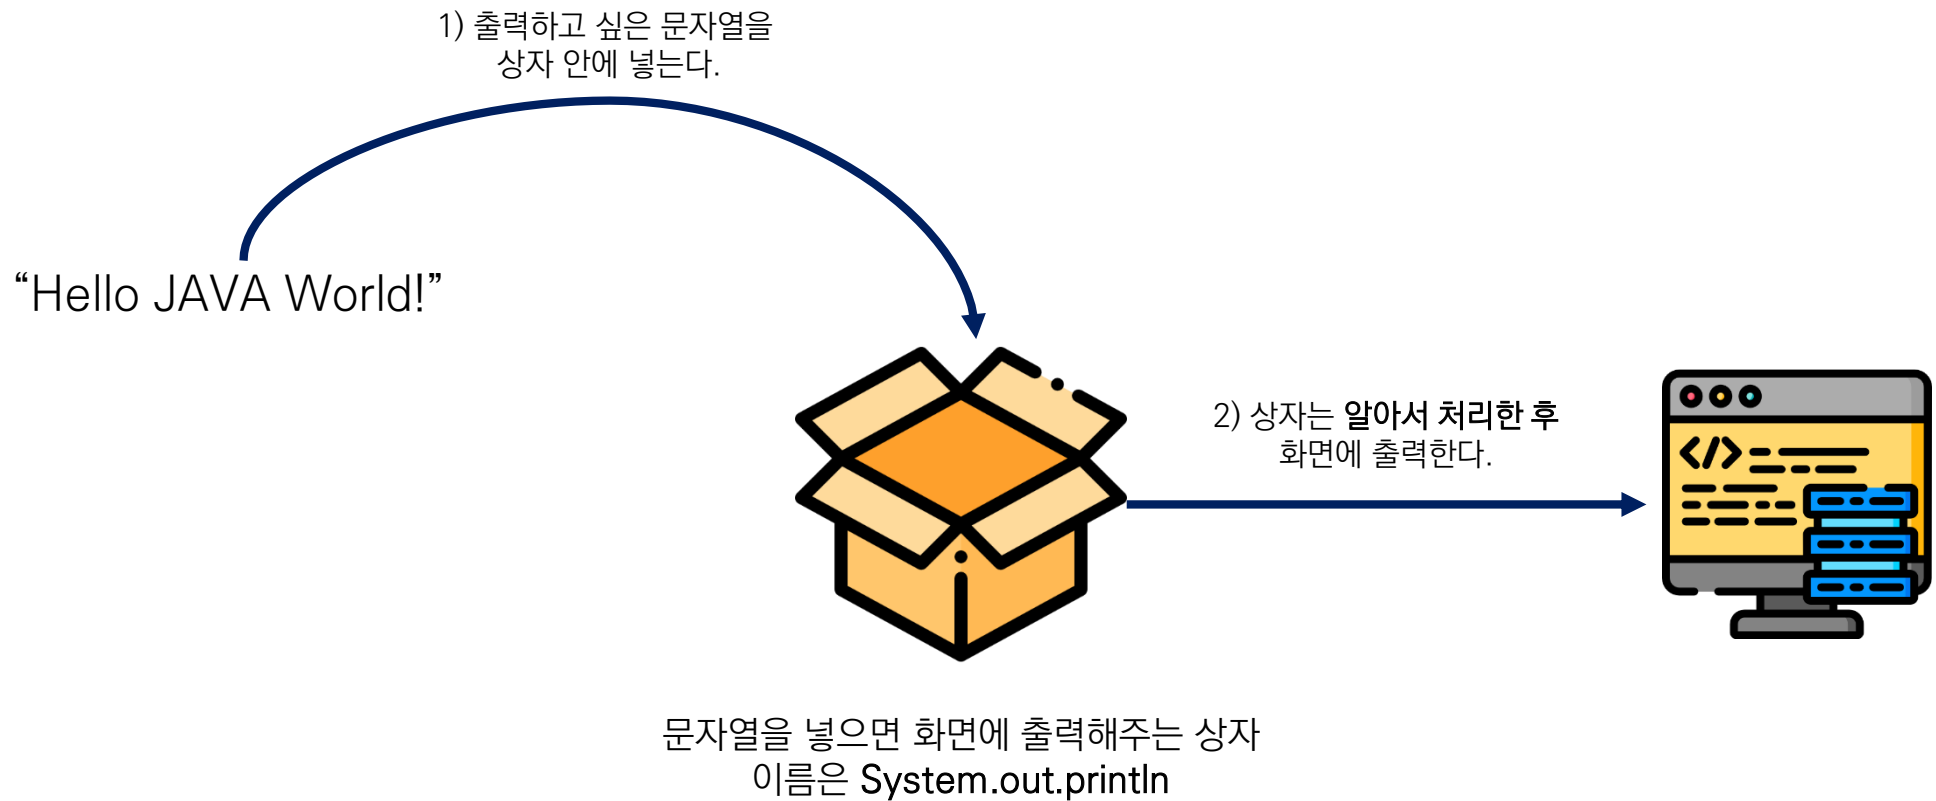 1) 출력하고 싶은 문자열을
상자 안에 넣는다.
“Hello JAVA World!”
2) 상자는 알아서 처리한 후
화면에 출력한다.
</>
문자열을 넣으면 화면에 출력해주는 상자
이름은 System.out.println